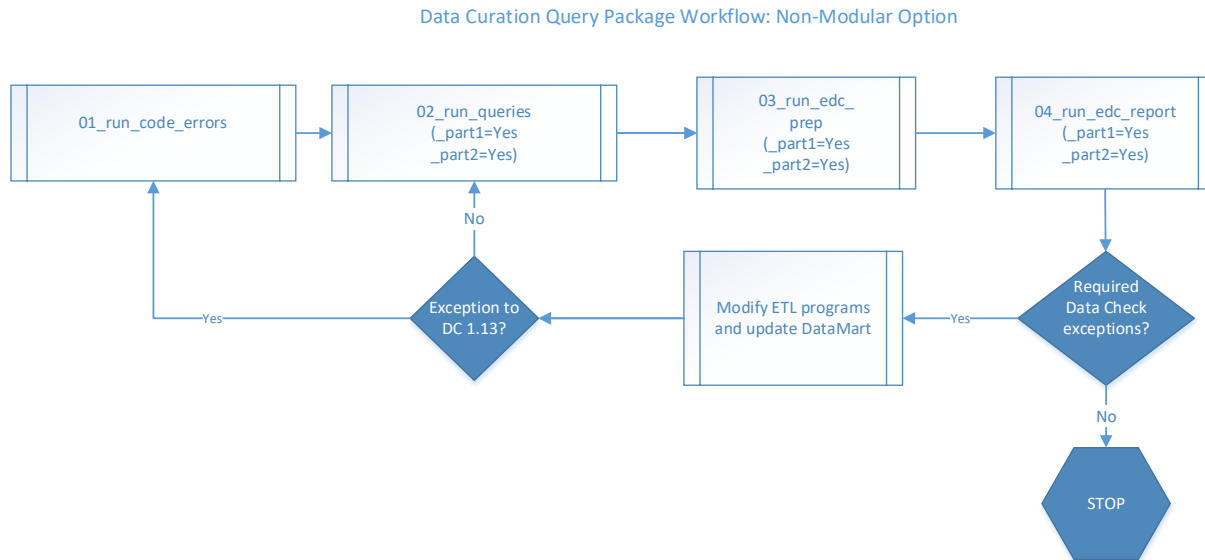 Data Curation Query Package Workflow: Non-Modular Option
01_run_code_errors
02_run_queries
(_part1=Yes
_part2=Yes)
03_run_edc_
prep
(_part1=Yes
_part2=Yes)
04_run_edc_report
(_part1=Yes
_part2=Yes)
No
Exception to
DC 1.13?
Yes
Modify ETL programs
and update DataMart
Yes
Required
Data Check
exceptions?
No
STOP